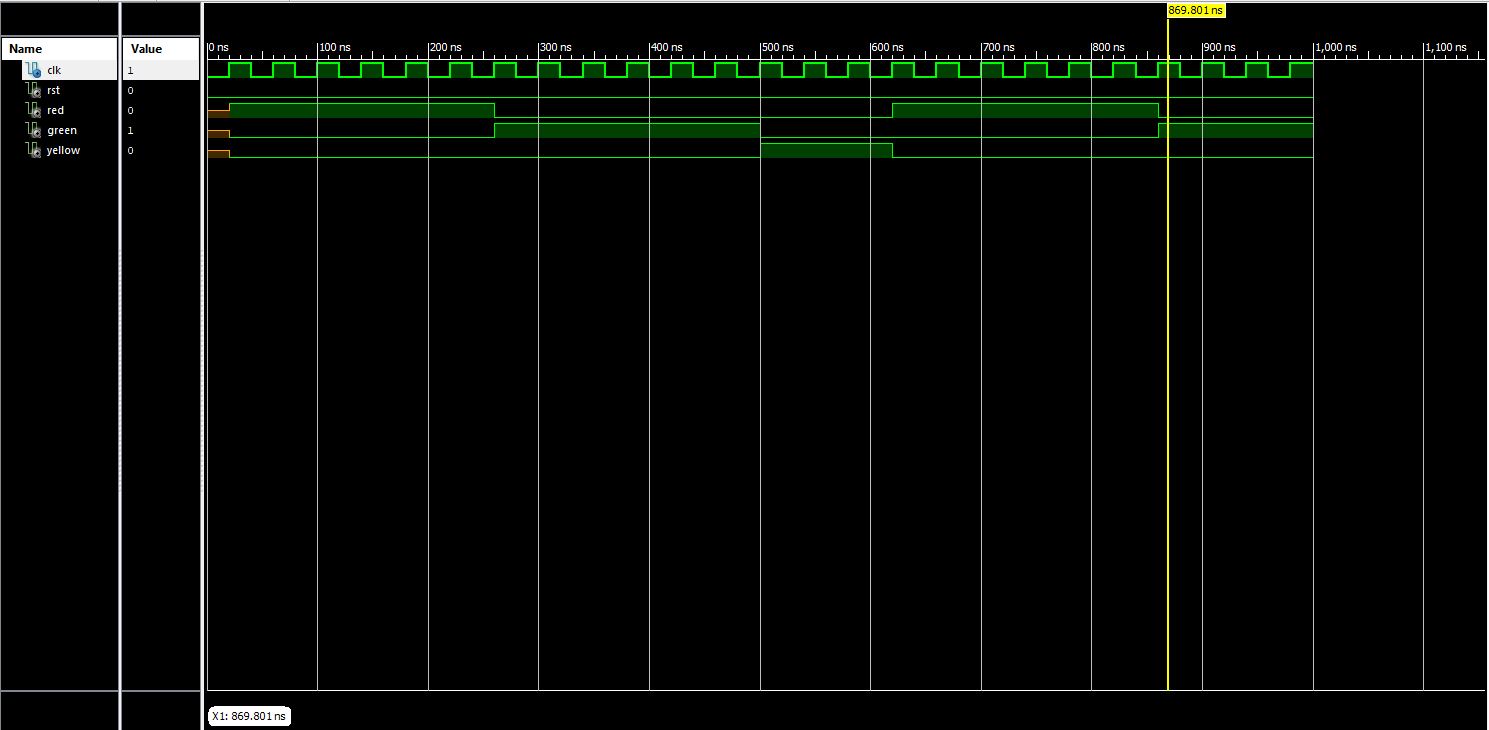 869.801 ns
Name Value
0 ns 100 ns 200 ns 300 ns 400 ns 500 ns 600 ns 700 ns 800 ns 900 ns 1,000 ns 1,100 ns
clk 1
rst 0
red 0
green 1
yellow 0
X1: 869.801 ns